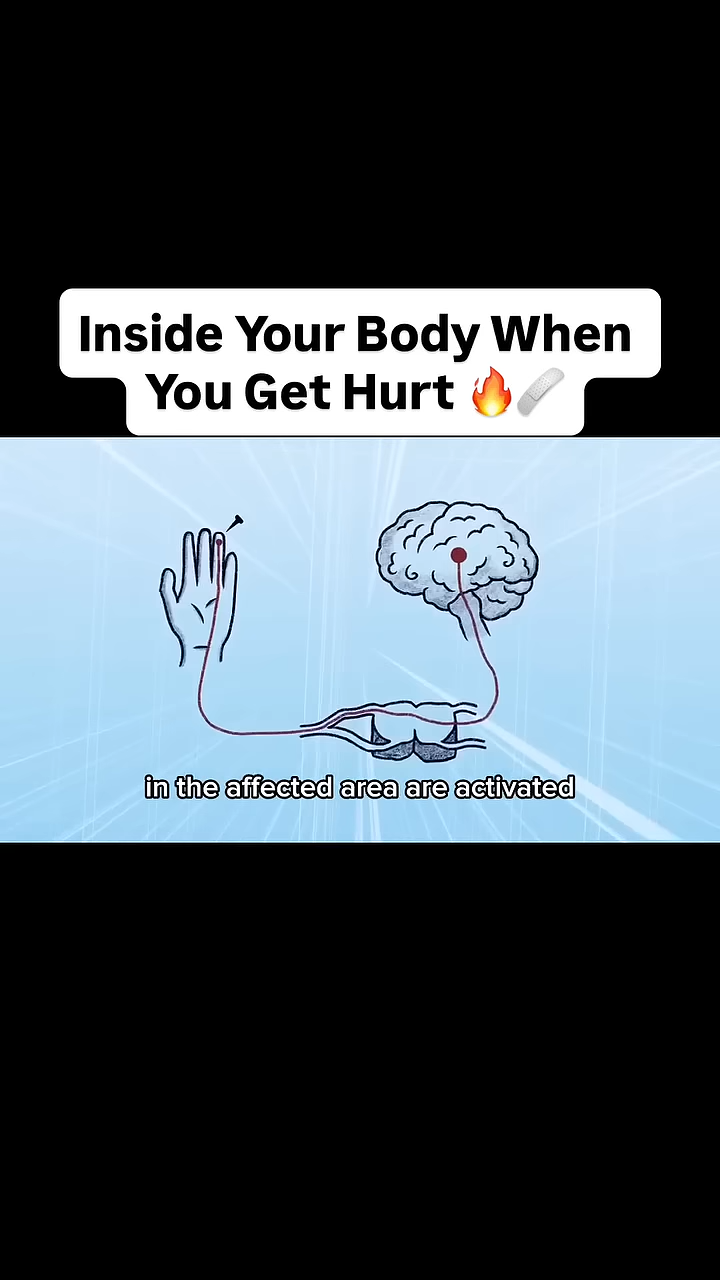 Inside Your Body When
You Get Hurt 🔥🩹
in the affected area are activated